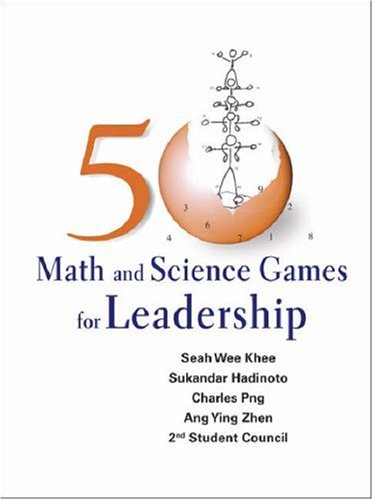 50
Math and Science Games
for Leadership
Seah Wee Khee
Sukandar Hadinoto
Charles Png
Ang Ying Zhen
2nd Student Council